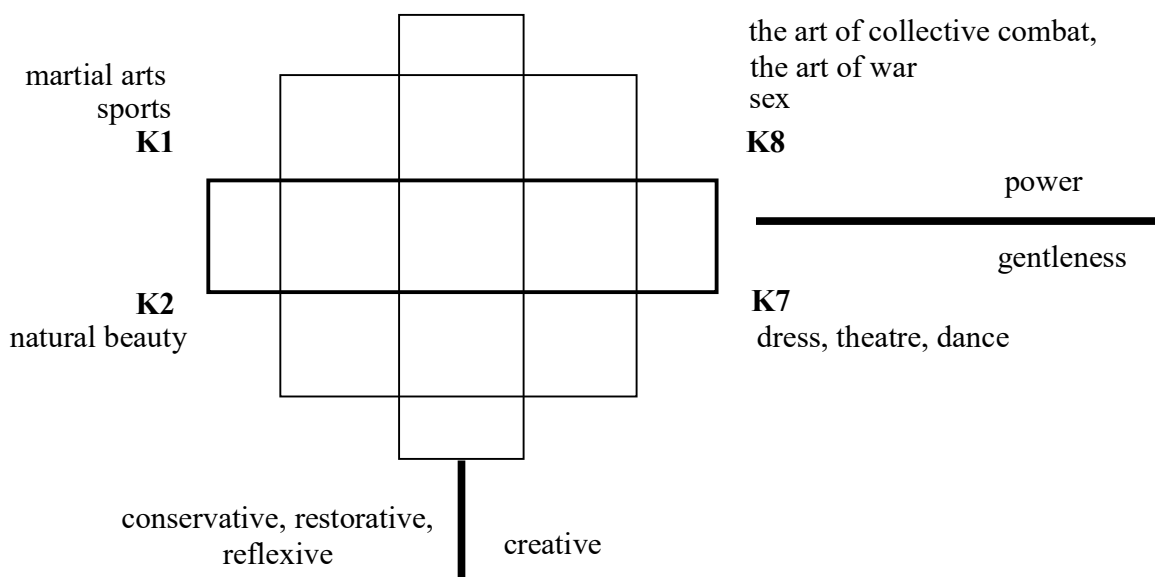 martial arts
sports
K1
the art of collective combat,
the art of war
sex
K8
power
gentleness
K2
natural beauty
K7
dress, theatre, dance
conservative, restorative,
reflexive
creative